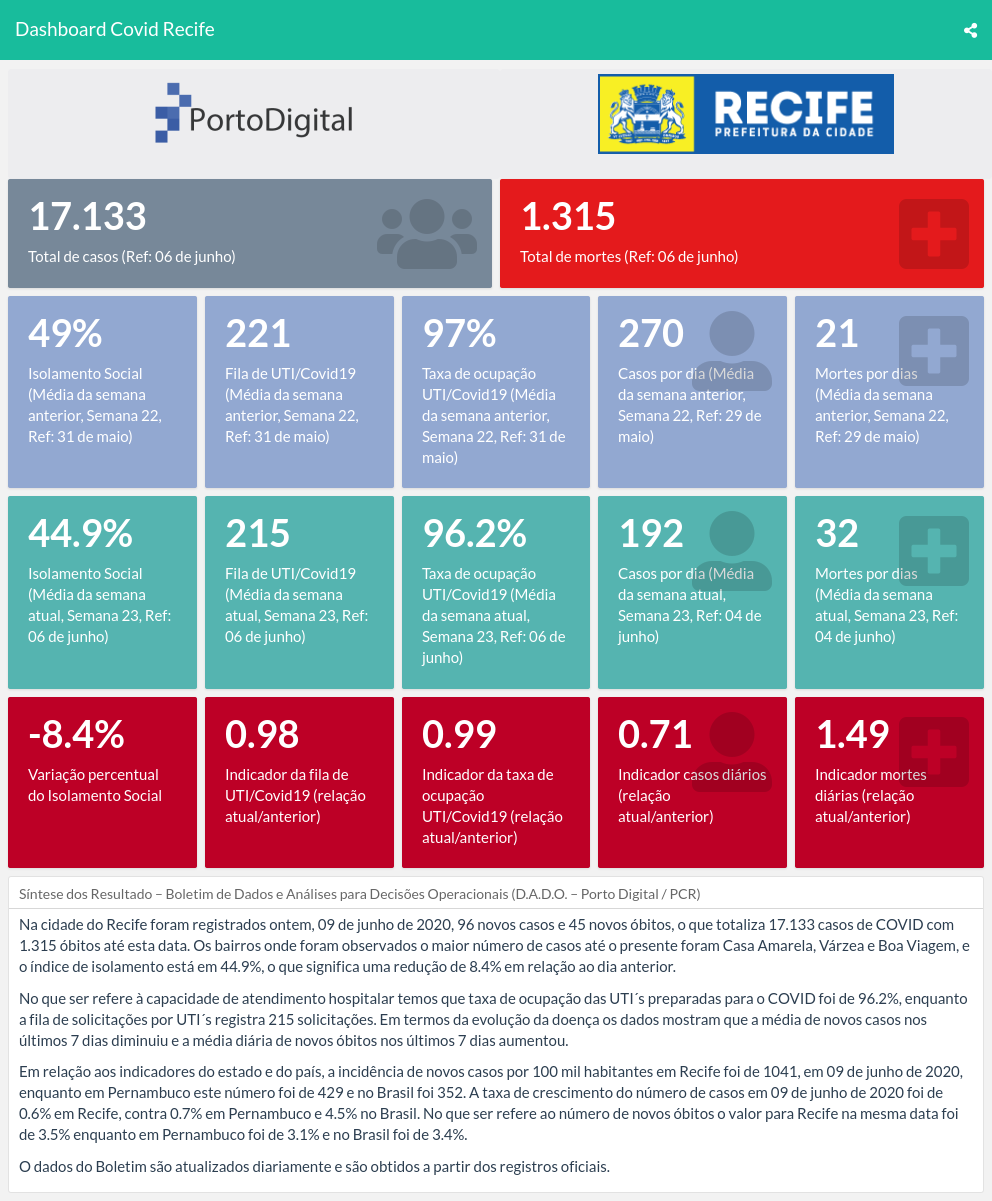 Dashboard Covid Recife
PortoDigital
RECIFE
PREFEITURA DA CIDADE
17.133
Total de casos (Ref: 06 de junho)
1.315
Total de mortes (Ref: 06 de junho)
49%
Isolamento Social
(Média da semana
anterior, Semana 22,
Ref: 31 de maio)
221
Fila de UTI/Covid19
(Média da semana
anterior, Semana 22,
Ref: 31 de maio)
97%
Taxa de ocupação
UTI/Covid19 (Média
da semana anterior,
Semana 22, Ref: 31 de
maio)
270
Casos por dia (Média
da semana anterior,
Semana 22, Ref: 29 de
maio)
21
Mortes por dias
(Média da semana
anterior, Semana 22,
Ref: 29 de maio)
44.9%
Isolamento Social
(Média da semana
atual, Semana 23, Ref:
06 de junho)
215
Fila de UTI/Covid19
(Média da semana
atual, Semana 23, Ref:
06 de junho)
96.2%
Taxa de ocupação
UTI/Covid19 (Média
da semana atual,
Semana 23, Ref: 06 de
junho)
192
Casos por dia (Média
da semana atual,
Semana 23, Ref: 04 de
junho)
32
Mortes por dias
(Média da semana
atual, Semana 23, Ref:
04 de junho)
-8.4%
Variação percentual
do Isolamento Social
0.98
Indicador da fila de
UTI/Covid19 (relação
atual/anterior)
0.99
Indicador da taxa de
ocupação
UTI/Covid19 (relação
atual/anterior)
0.71
Indicador casos diários
(relação
atual/anterior)
1.49
Indicador mortes
diárias (relação
atual/anterior)
Síntese dos Resultado – Boletim de Dados e Análises para Decisões Operacionais (D.A.D.O. – Porto Digital / PCR)
Na cidade do Recife foram registrados ontem, 09 de junho de 2020, 96 novos casos e 45 novos óbitos, o que totaliza 17.133 casos de COVID com
1.315 óbitos até esta data. Os bairros onde foram observados o maior número de casos até o presente foram Casa Amarela, Várzea e Boa Viagem, e
o índice de isolamento está em 44.9%, o que significa uma redução de 8.4% em relação ao dia anterior.
No que ser refere à capacidade de atendimento hospitalar temos que taxa de ocupação das UTI´s preparadas para o COVID foi de 96.2%, enquanto
a fila de solicitações por UTI´s registra 215 solicitações. Em termos da evolução da doença os dados mostram que a média de novos casos nos
últimos 7 dias diminuiu e a média diária de novos óbitos nos últimos 7 dias aumentou.
Em relação aos indicadores do estado e do país, a incidência de novos casos por 100 mil habitantes em Recife foi de 1041, em 09 de junho de 2020,
enquanto em Pernambuco este número foi de 429 e no Brasil foi 352. A taxa de crescimento do número de casos em 09 de junho de 2020 foi de
0.6% em Recife, contra 0.7% em Pernambuco e 4.5% no Brasil. No que ser refere ao número de novos óbitos o valor para Recife na mesma data foi
de 3.5% enquanto em Pernambuco foi de 3.1% e no Brasil foi de 3.4%.
O dados do Boletim são atualizados diariamente e são obtidos a partir dos registros oficiais.